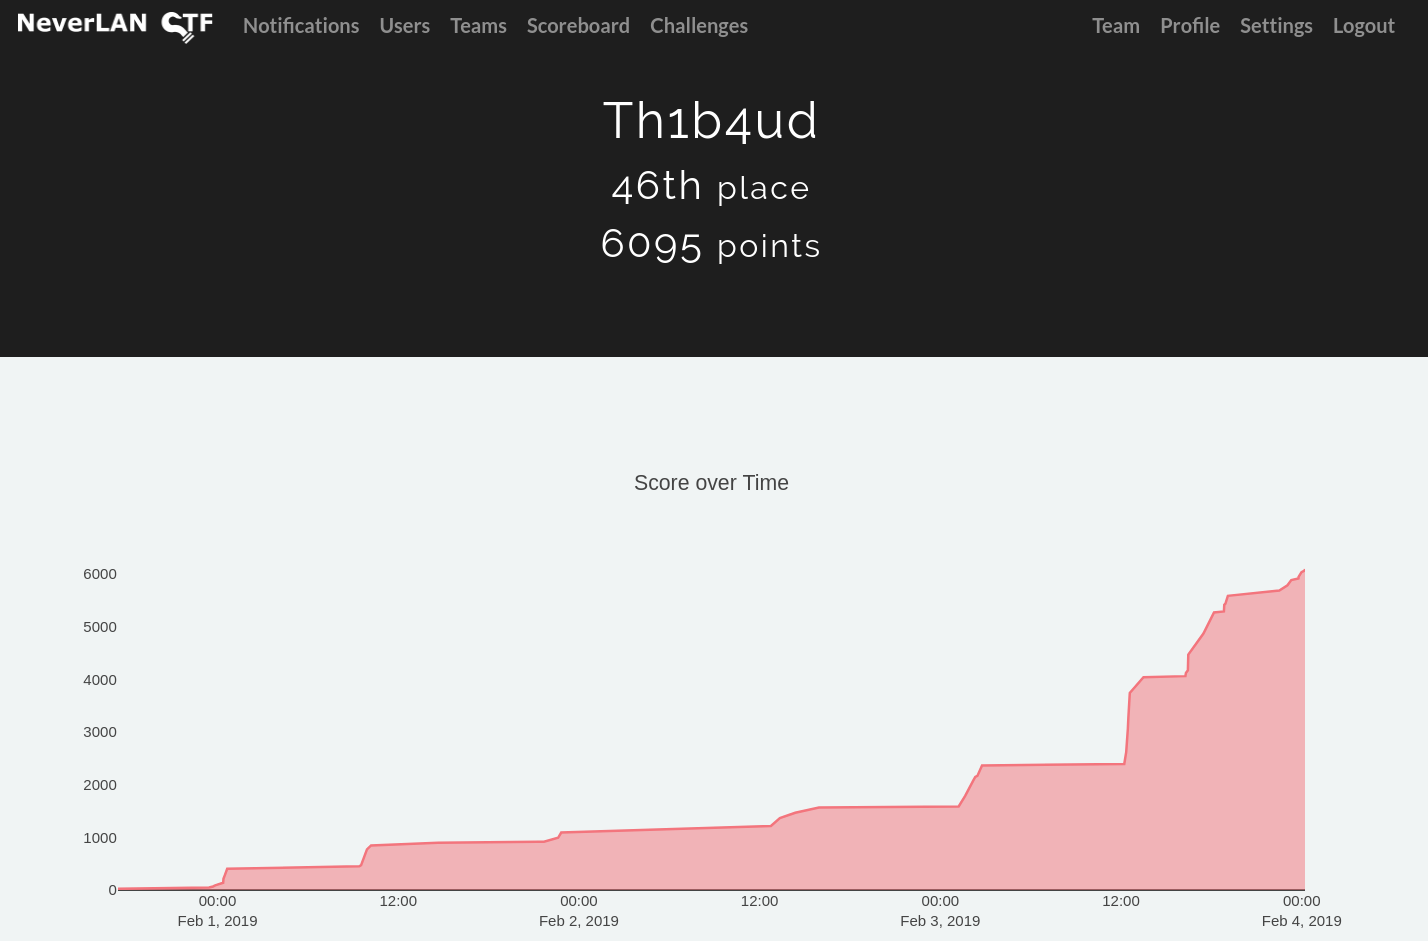 NeverLAN CTF Notifications Users Teams Scoreboard Challenges Team Profile Settings Logout
Th1b4ud
46th place
6095 points
Score over Time
6000
5000
4000
3000
2000
1000
0
00:00 12:00 00:00 12:00 00:00 12:00 00:00
Feb 1, 2019 Feb 2, 2019 Feb 3, 2019 Feb 4, 2019